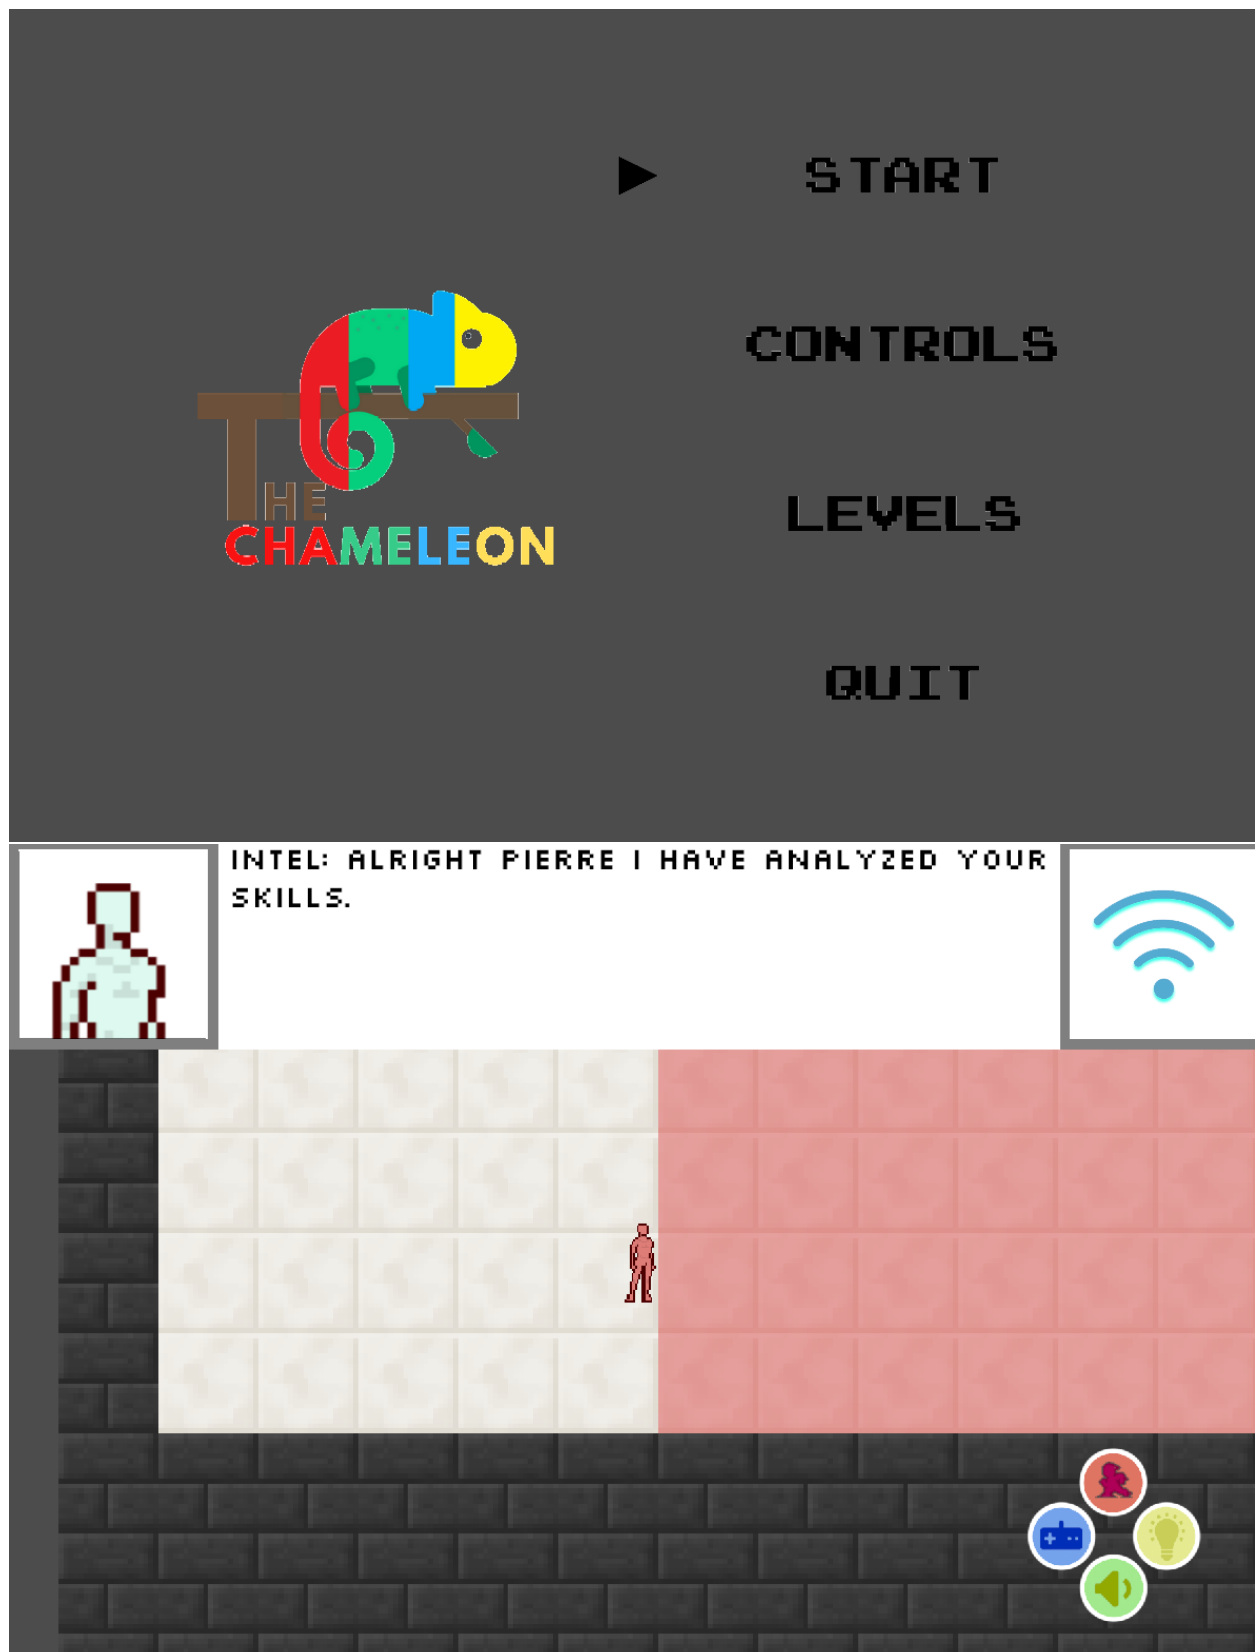 START
CONTROLS
LEVELS
QUIT
THE
CHAMELEON
INTEL: ALRIGHT PIERRE I HAVE ANALYZED YOUR
SKILLS.